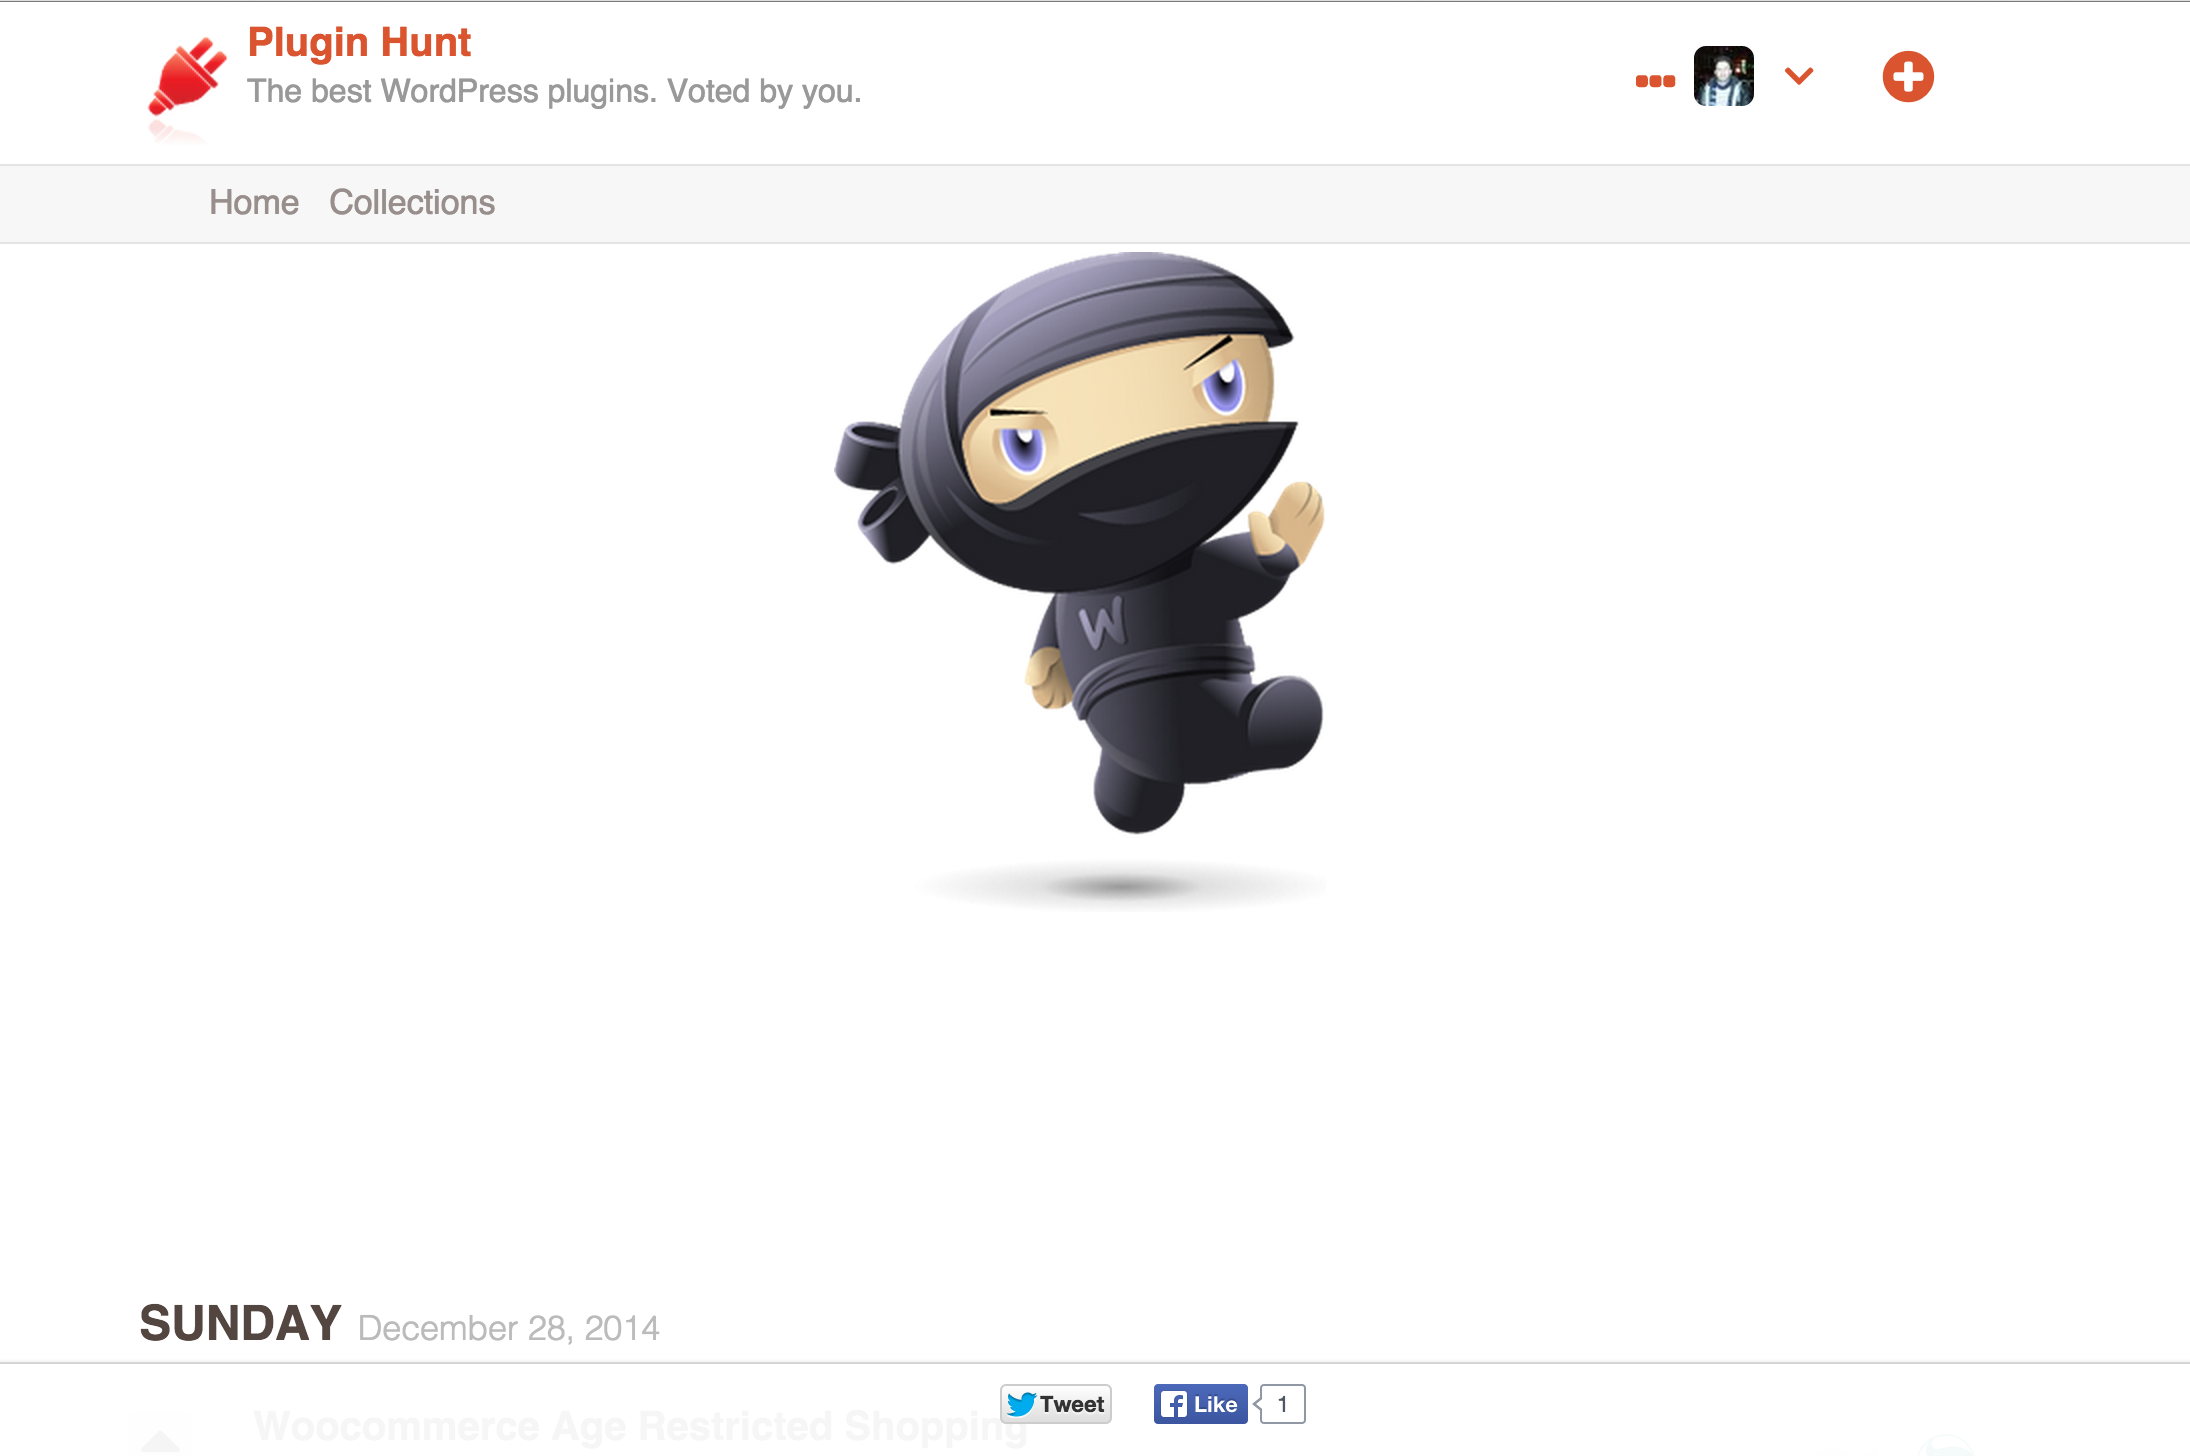 Plugin Hunt
The best WordPress plugins. Voted by you.
Home Collections
W
SUNDAY December 28, 2014
Tweet Like 1
Woocommerce Age Restricted Shopping